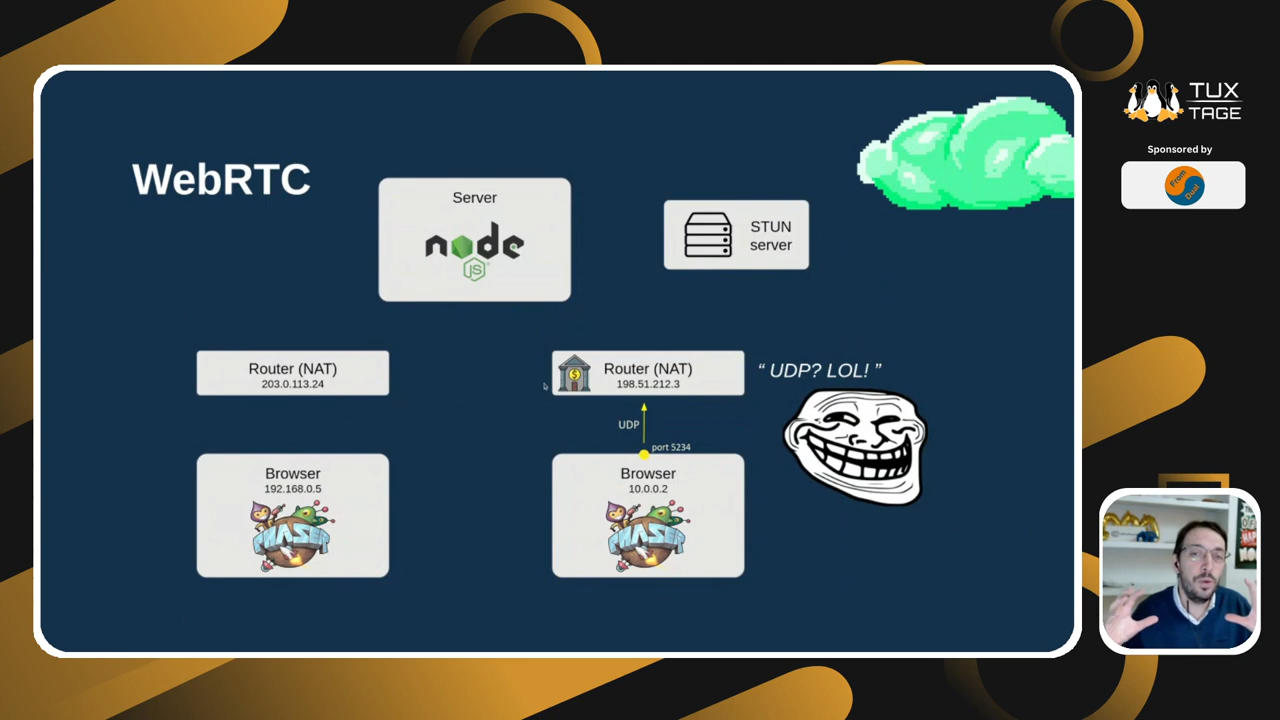 WebRTC
Server
node
JS
STUN
server
Router (NAT)
203.0.113.24
Router (NAT)
198.51.212.3
“ UDP? LOL! ”
UDP
port 5234
Browser
192.168.0.5
PHASER
Browser
10.0.0.2
PHASER
TUX
TAGE
Sponsored by
From
Dual